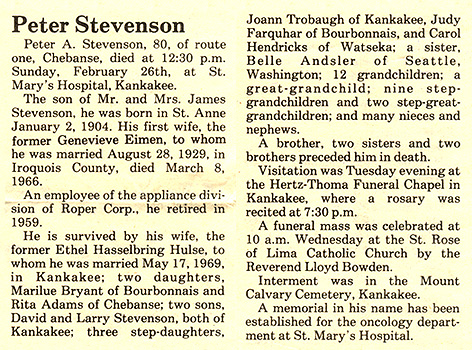 Peter Stevenson
Peter A. Stevenson, 80, of route
one, Chebanse, died at 12:30 p.m.
Sunday, February 26th, at St.
Mary's Hospital, Kankakee.
The son of Mr. and Mrs. James
Stevenson, he was born in St. Anne
January 2, 1904. His first wife, the
former Genevieve Eimen, to whom
he was married August 28, 1929, in
Iroquois County, died March 8,
1966.
An employee of the appliance divi-
sion of Roper Corp., he retired in
1959.
He is survived by his wife, the
former Ethel Hasselbring Hulse, to
whom he was married May 17, 1969,
in Kankakee; two daughters,
Marilue Bryant of Bourbonnais and
Rita Adams of Chebanse; two sons,
David and Larry Stevenson, both of
Kankakee; three step-daughters,
Joann Trobaugh of Kankakee, Judy
Farquhar of Bourbonnais, and Carol
Hendricks of Watseka; a sister,
Belle Andsler of Seattle,
Washington; 12 grandchildren; a
great-grandchild; nine step-
grandchildren and two step-great-
grandchildren; and many nieces and
nephews.
A brother, two sisters and two
brothers preceded him in death.
Visitation was Tuesday evening at
the Hertz-Thoma Funeral Chapel in
Kankakee, where a rosary was
recited at 7:30 p.m.
A funeral mass was celebrated at
10 a.m. Wednesday at the St. Rose
of Lima Catholic Church by the
Reverend Lloyd Bowden.
Interment was in the Mount
Calvary Cemetery, Kankakee.
A memorial in his name has been
established for the oncology depart-
ment at St. Mary's Hospital.